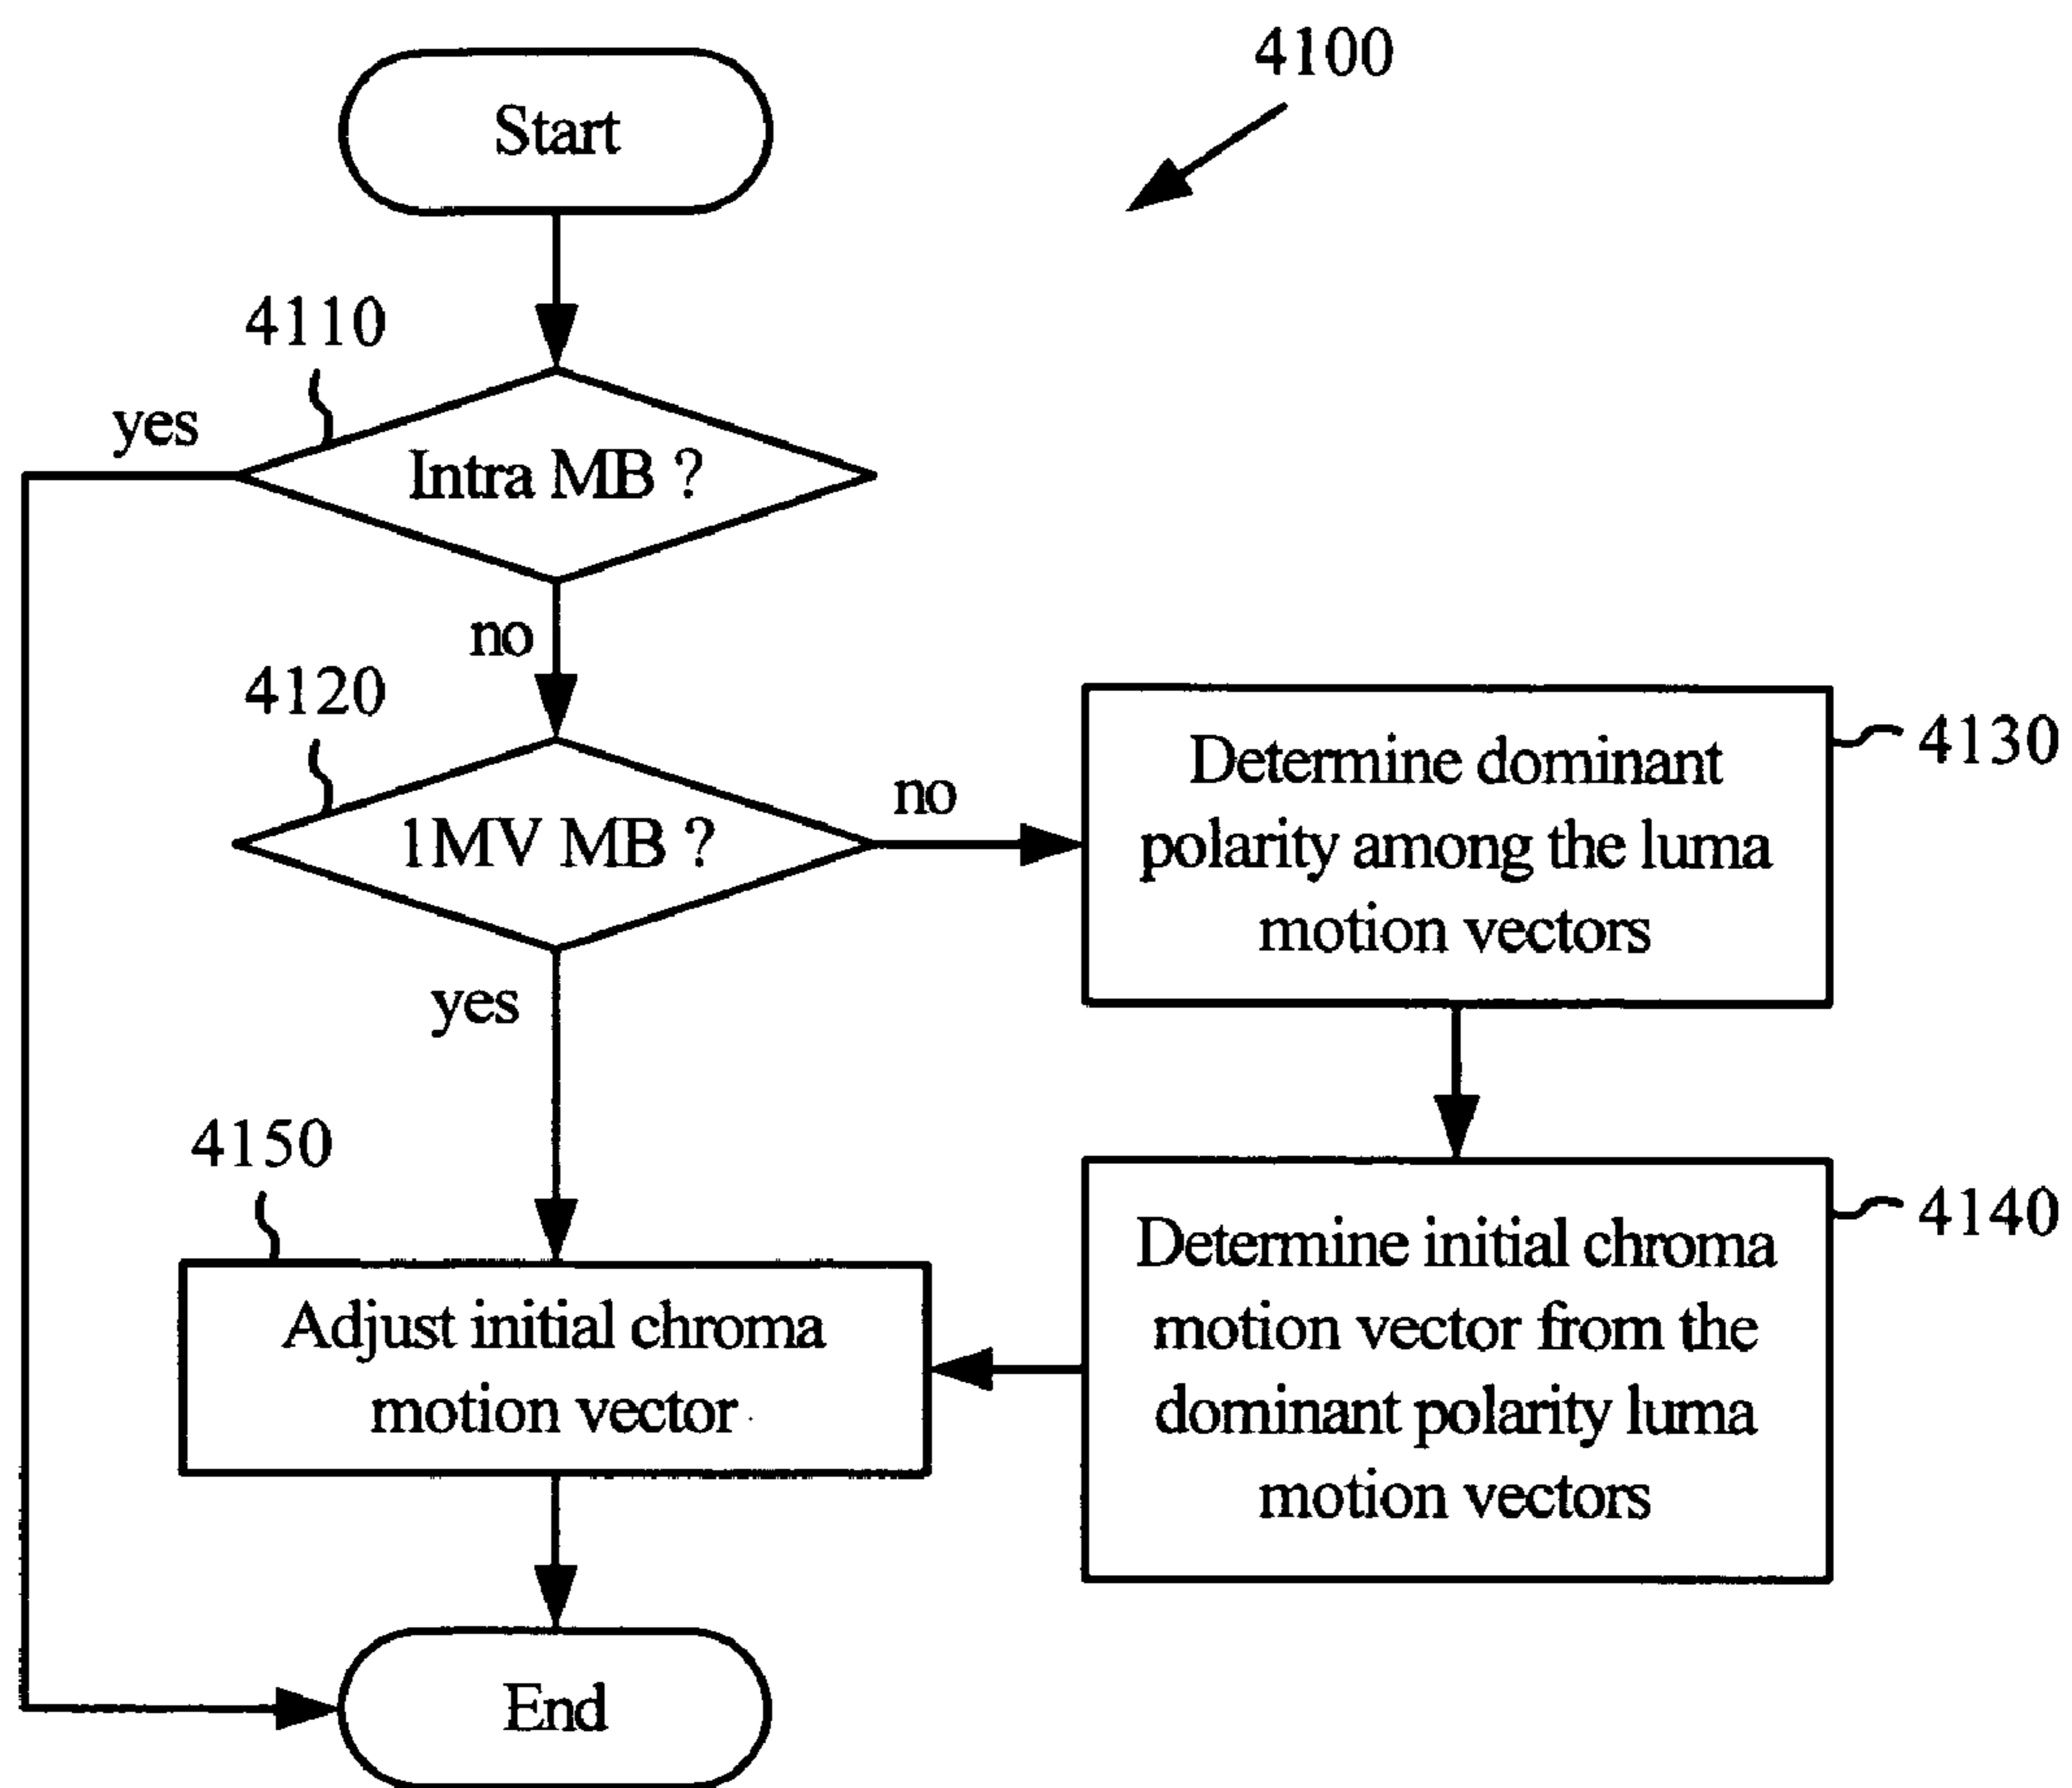 4100
Start
4110
yes
Intra MB ?
no
4120
1MV MB ?
no
Determine dominant
polarity among the luma
motion vectors
4130
yes
4150
Adjust initial chroma
motion vector
Determine initial chroma
motion vector from the
dominant polarity luma
motion vectors
4140
End